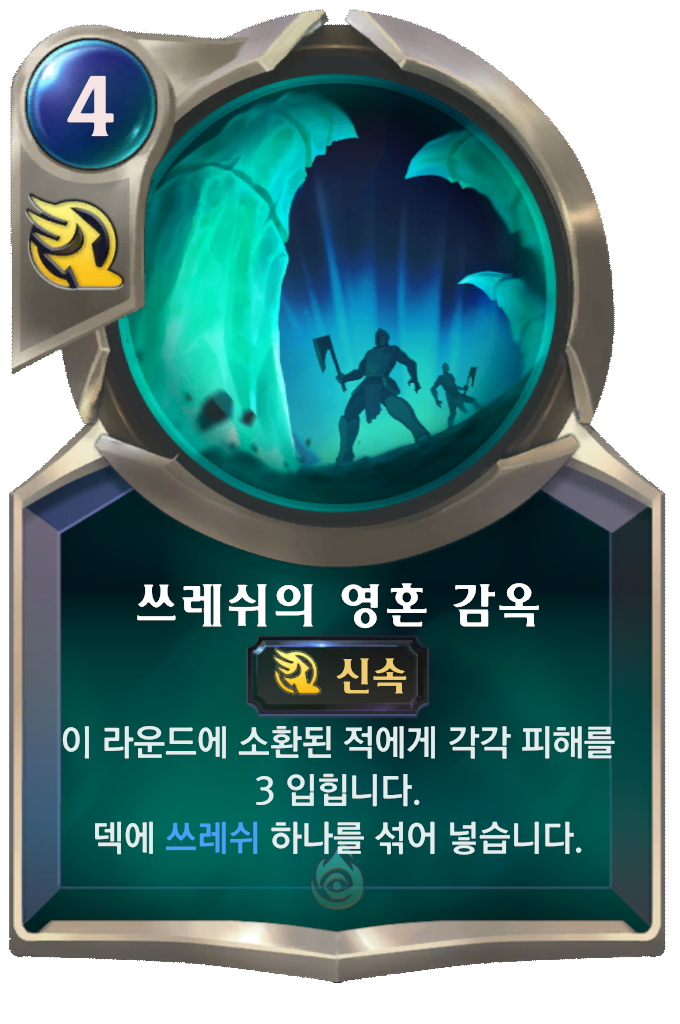 4
쓰레쉬의 영혼 감옥
신속
이 라운드에 소환된 적에게 각각 피해를
3 입힙니다.
덱에 쓰레쉬 하나를 섞어 넣습니다.